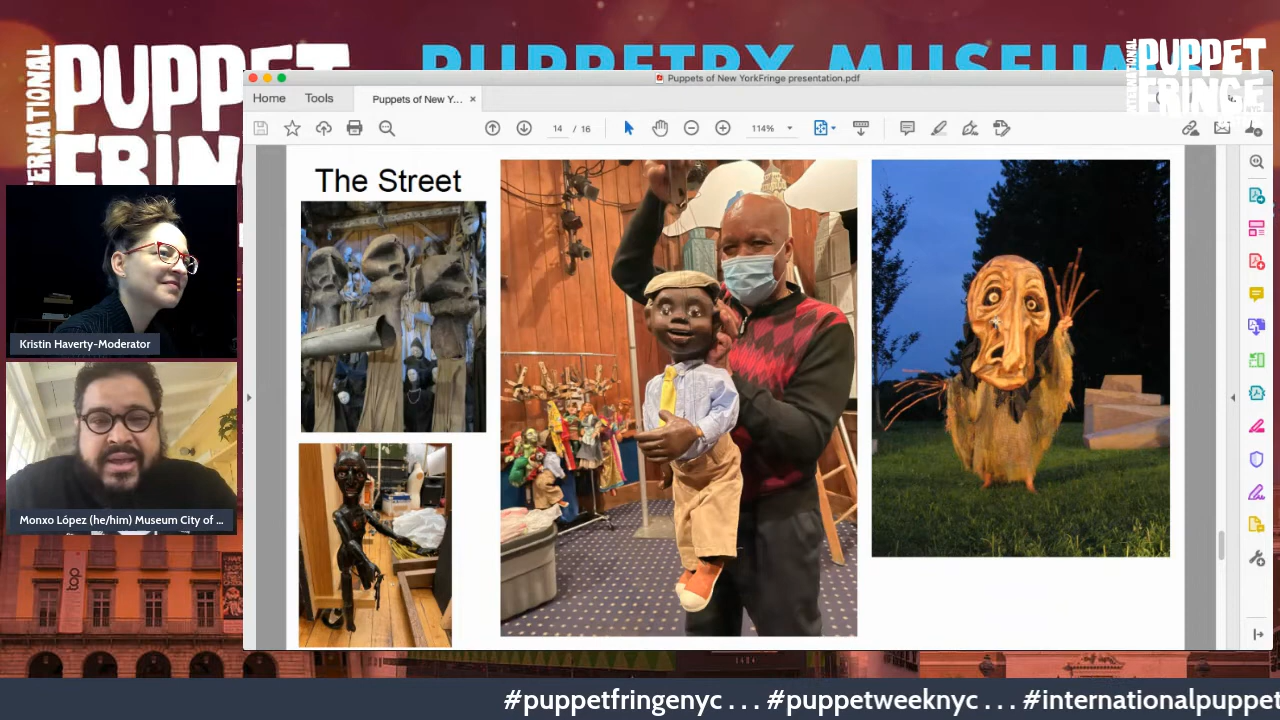 INTERNATIONAL
PUPPET
FRINGE
PUPPETRY MUSEUM
INTERNATIONAL
PUPPET
FRINGE
Puppets of New YorkFringe presentation.pdf
Home
Tools
Puppets of New Y... ×
14 / 16
114%
The Street
Kristin Haverty-Moderator
Monxo López (he/him) Museum City of ...
#puppetfringenyc . . . #puppetweeknyc . . . #internationalpuppet